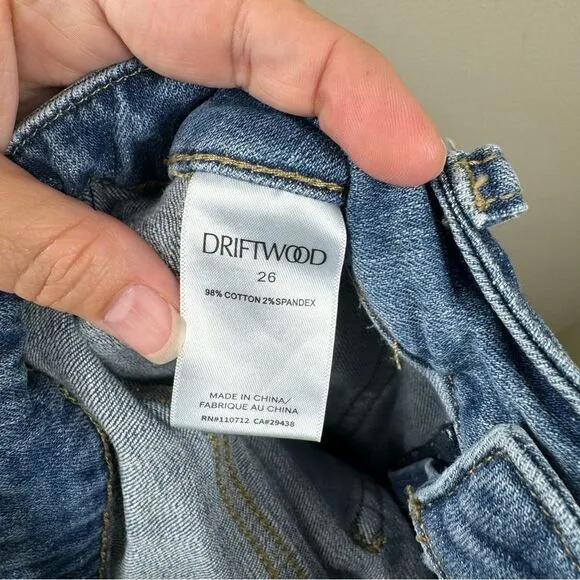 DRIFTWOOD
26
98% COTTON 2%SPANDEX
MADE IN CHINA/
FABRIQUE AU CHINA
RN#110712 CA#29438